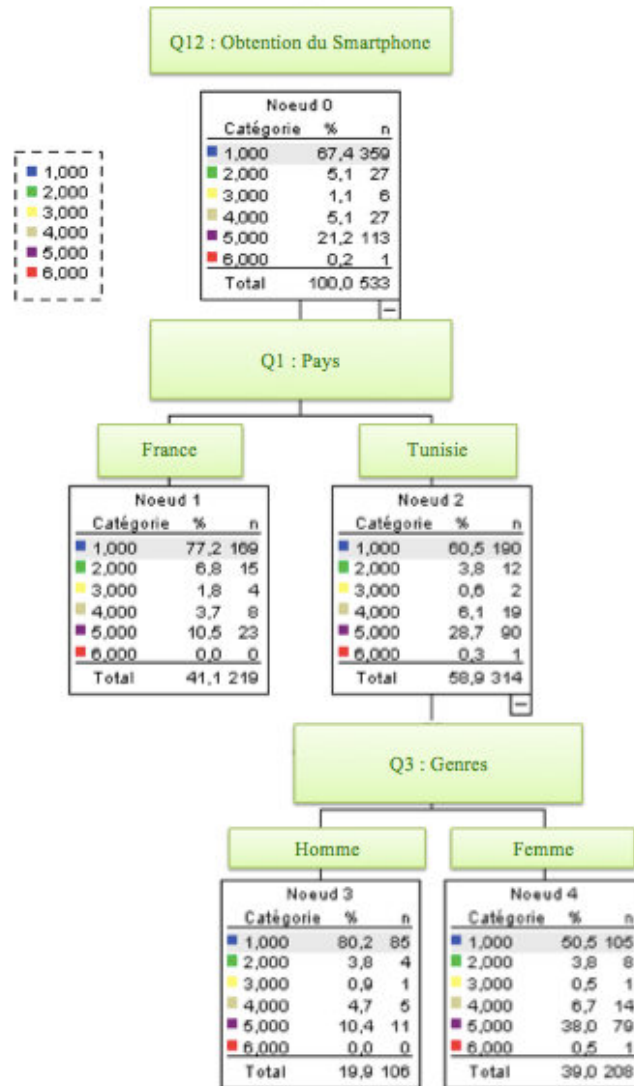 Q12 : Obtention du Smartphone
Noeud 0
Catégorie % n
1,000 67,4 359
2,000 5,1 27
3,000 1,1 6
4,000 5,1 27
5,000 21,2 113
6,000 0,2 1
Total 100,0 533
1,000
2,000
3,000
4,000
5,000
6,000
Q1 : Pays
France
Tunisie
Noeud 1
Catégorie % n
1,000 77,2 169
2,000 6,8 15
3,000 1,8 4
4,000 3,7 8
5,000 10,5 23
6,000 0,0 0
Total 41,1 219
Noeud 2
Catégorie % n
1,000 60,5 190
2,000 3,8 12
3,000 0,6 2
4,000 6,1 19
5,000 28,7 90
6,000 0,3 1
Total 58,9 314
Q3 : Genres
Homme
Femme
Noeud 3
Catégorie % n
1,000 80,2 85
2,000 3,8 4
3,000 0,9 1
4,000 4,7 5
5,000 10,4 11
6,000 0,0 0
Total 19,9 106
Noeud 4
Catégorie % n
1,000 50,5 105
2,000 3,8 8
3,000 0,5 1
4,000 6,7 14
5,000 38,0 79
6,000 0,5 1
Total 39,0 208